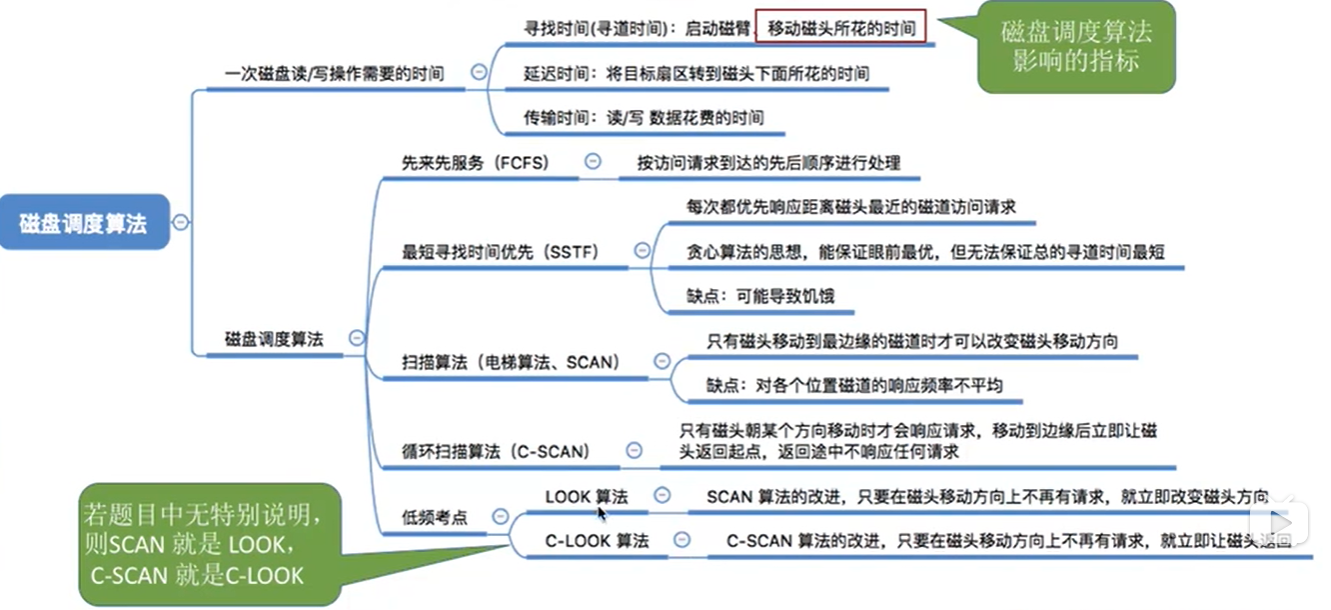 寻找时间(寻道时间)：启动磁臂、移动磁头所花的时间
磁盘调度算法
影响的指标
一次磁盘读/写操作需要的时间
延迟时间：将目标扇区转到磁头下面所花的时间
传输时间：读/写 数据花费的时间
先来先服务（FCFS）
按访问请求到达的先后顺序进行处理
磁盘调度算法
每次都优先响应距离磁头最近的磁道访问请求
最短寻找时间优先（SSTF）
贪心算法的思想，能保证眼前最优，但无法保证总的寻道时间最短
缺点：可能导致饥饿
磁盘调度算法
只有磁头移动到最边缘的磁道时才可以改变磁头移动方向
扫描算法（电梯算法、SCAN）
缺点：对各个位置磁道的响应频率不平均
只有磁头朝某个方向移动时才会响应请求，移动到边缘后立即让磁
头返回起点，返回途中不响应任何请求
循环扫描算法（C-SCAN）
LOOK 算法
SCAN 算法的改进，只要在磁头移动方向上不再有请求，就立即改变磁头方向
低频考点
C-LOOK 算法
C-SCAN 算法的改进，只要在磁头移动方向上不再有请求，就立即让磁头返回
若题目中无特别说明，
则SCAN 就是 LOOK，
C-SCAN 就是C-LOOK